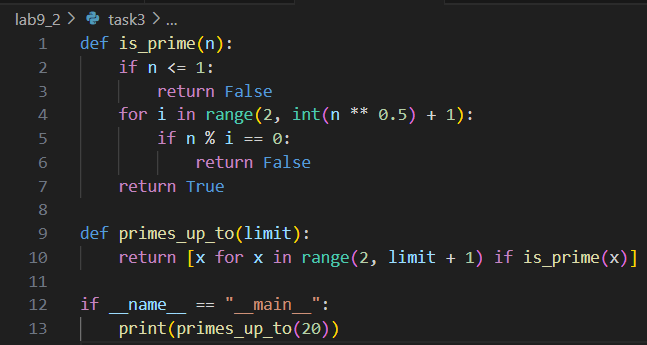 lab9_2 > task3 > ...
1 def is_prime(n):
2     if n <= 1:
3         return False
4     for i in range(2, int(n ** 0.5) + 1):
5         if n % i == 0:
6             return False
7     return True
8
9 def primes_up_to(limit):
10     return [x for x in range(2, limit + 1) if is_prime(x)]
11
12 if __name__ == "__main__":
13     print(primes_up_to(20))